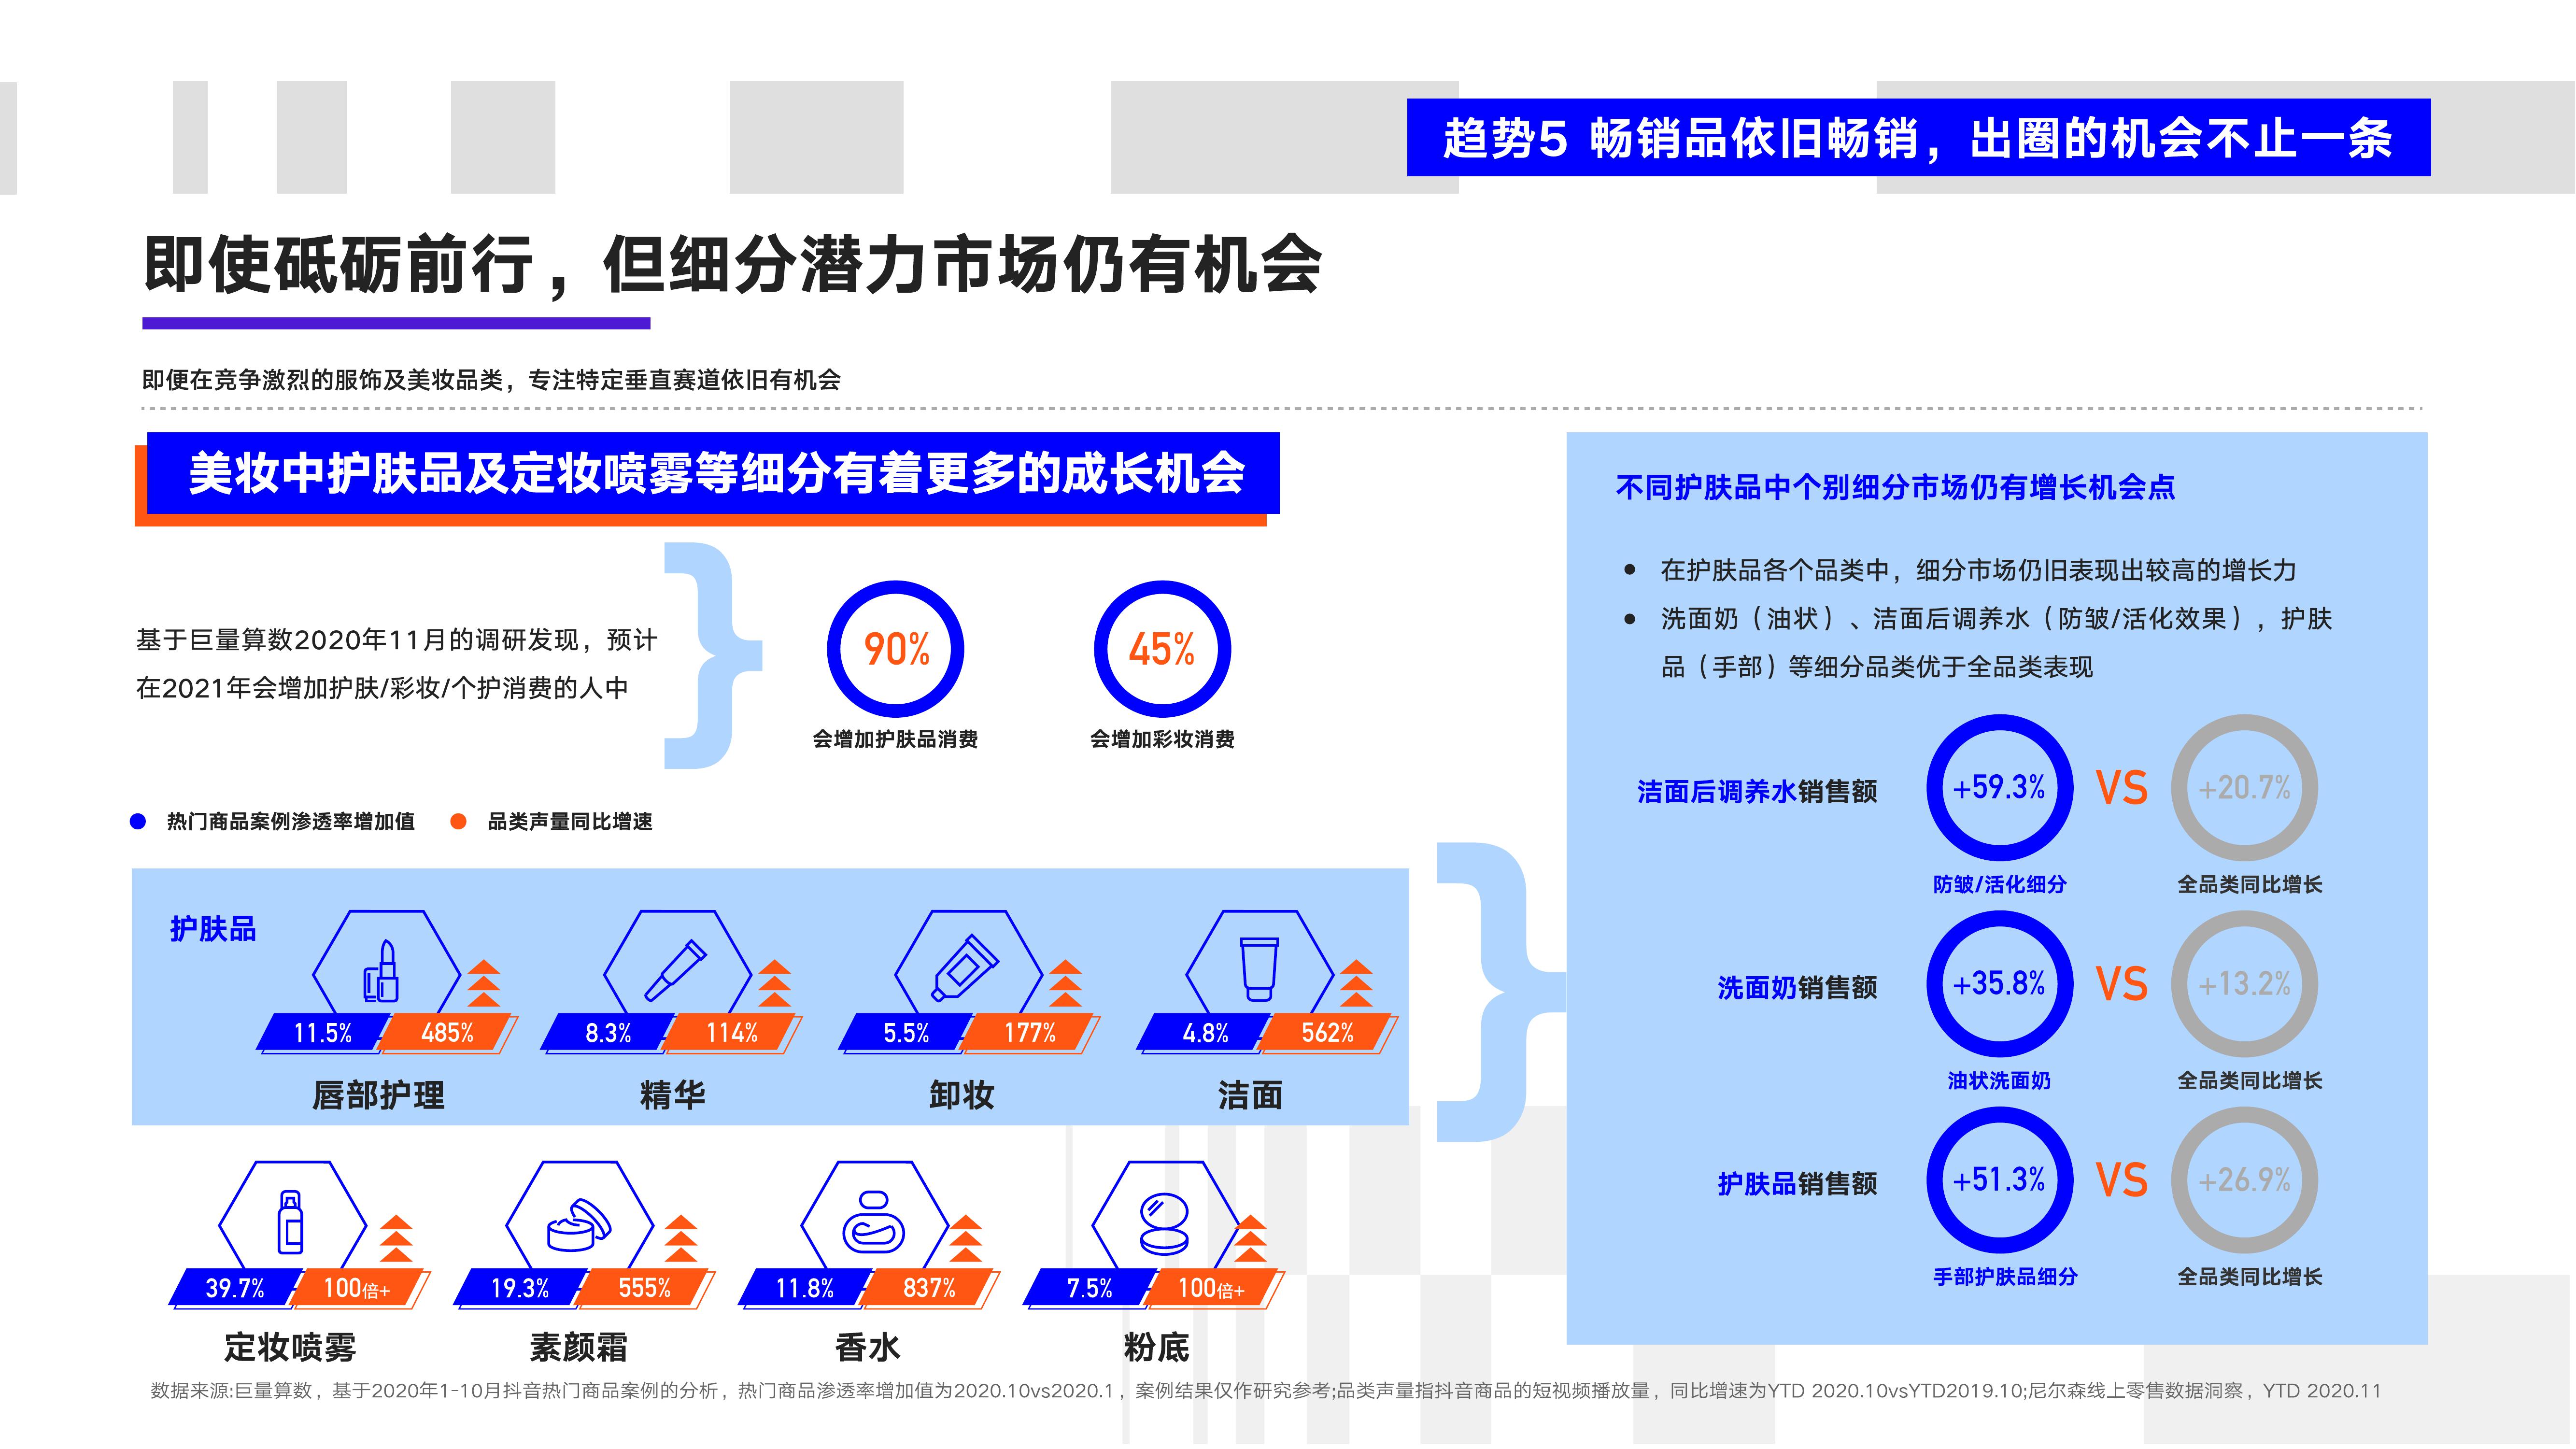 趋势5 畅销品依旧畅销，出圈的机会不止一条
即使砥砺前行，但细分潜力市场仍有机会
即便在竞争激烈的服饰及美妆品类，专注特定垂直赛道依旧有机会
美妆中护肤品及定妆喷雾等细分有着更多的成长机会
基于巨量算数2020年11月的调研发现，预计
在2021年会增加护肤/彩妆/个护消费的人中
90%
会增加护肤品消费
45%
会增加彩妆消费
热门商品案例渗透率增加值
品类声量同比增速
护肤品
11.5% 485%
唇部护理
8.3% 114%
精华
5.5% 177%
卸妆
4.8% 562%
洁面
39.7% 100倍+
定妆喷雾
19.3% 555%
素颜霜
11.8% 837%
香水
7.5% 100倍+
粉底
不同护肤品中个别细分市场仍有增长机会点
● 在护肤品各个品类中，细分市场仍旧表现出较高的增长力
● 洗面奶（油状）、洁面后调养水（防皱/活化效果），护肤
品（手部）等细分品类优于全品类表现
洁面后调养水销售额 +59.3% VS +20.7%
防皱/活化细分 全品类同比增长
洗面奶销售额 +35.8% VS +13.2%
油状洗面奶 全品类同比增长
护肤品销售额 +51.3% VS +26.9%
手部护肤品细分 全品类同比增长
数据来源:巨量算数，基于2020年1-10月抖音热门商品案例的分析，热门商品渗透率增加值为2020.10vs2020.1，案例结果仅作研究参考;品类声量指抖音商品的短视频播放量，同比增速为YTD 2020.10vsYTD2019.10;尼尔森线上零售数据洞察，YTD 2020.11